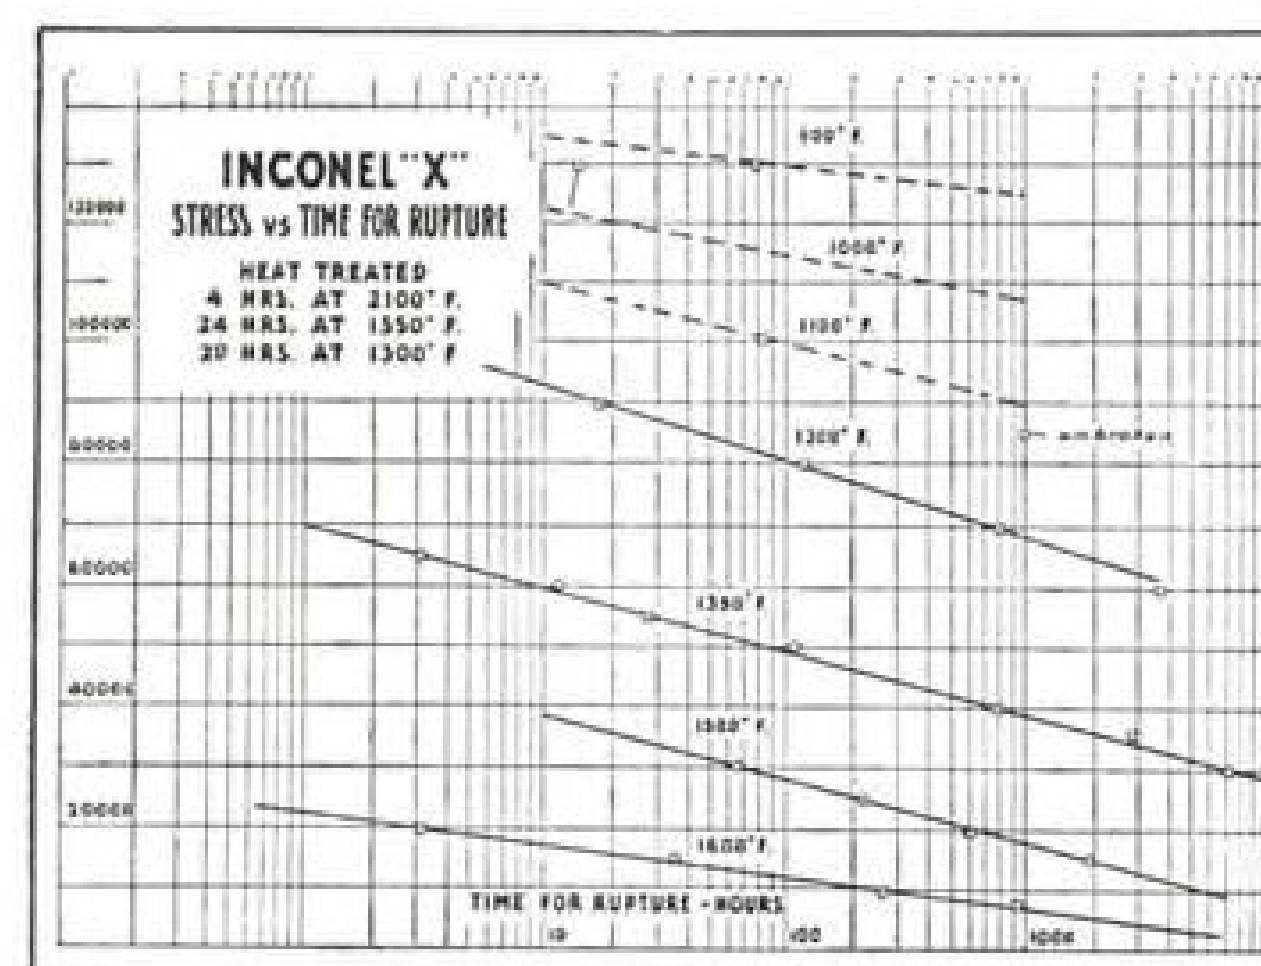 INCONEL "X"
STRESS vs TIME FOR RUPTURE
HEAT TREATED
4 HRS. AT 2100° F.
24 HRS. AT 1550° F.
20 HRS. AT 1300° F
900° F.
1000° F.
1100° F.
1200° F.
unbroken
1350° F
1500° F
1600° F.
120000
100000
80000
60000
40000
20000
TIME FOR RUPTURE - HOURS
10
100
1000